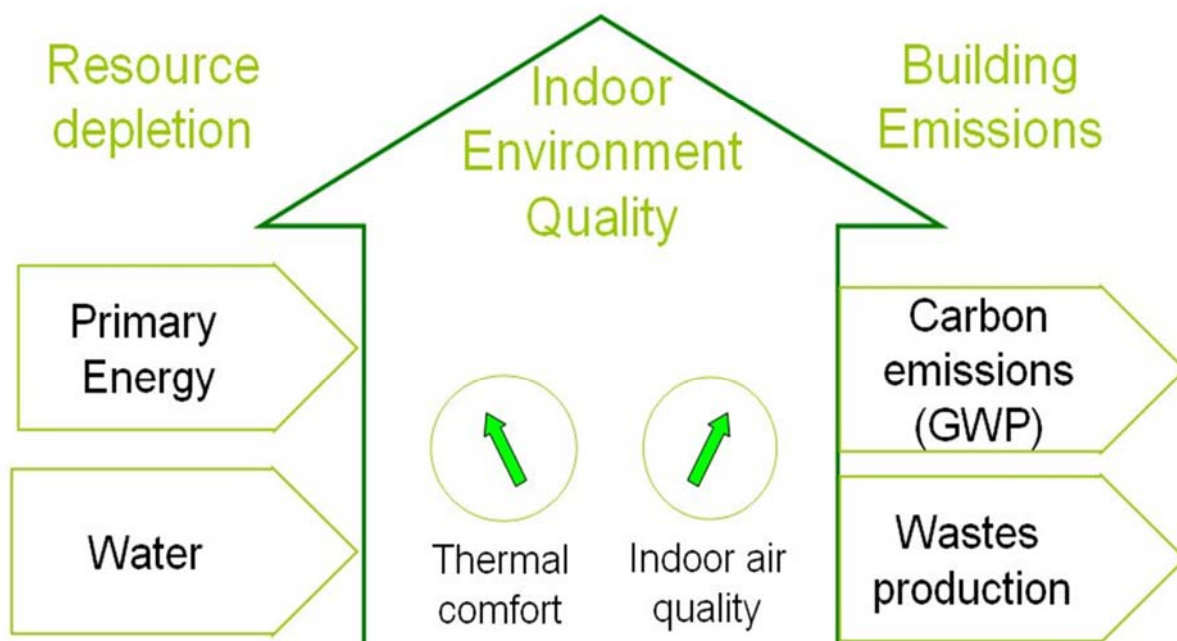 Resource
depletion
Indoor
Environment
Quality
Building
Emissions
Primary
Energy
Water
Thermal
comfort
Indoor air
quality
Carbon
emissions
(GWP)
Wastes
production